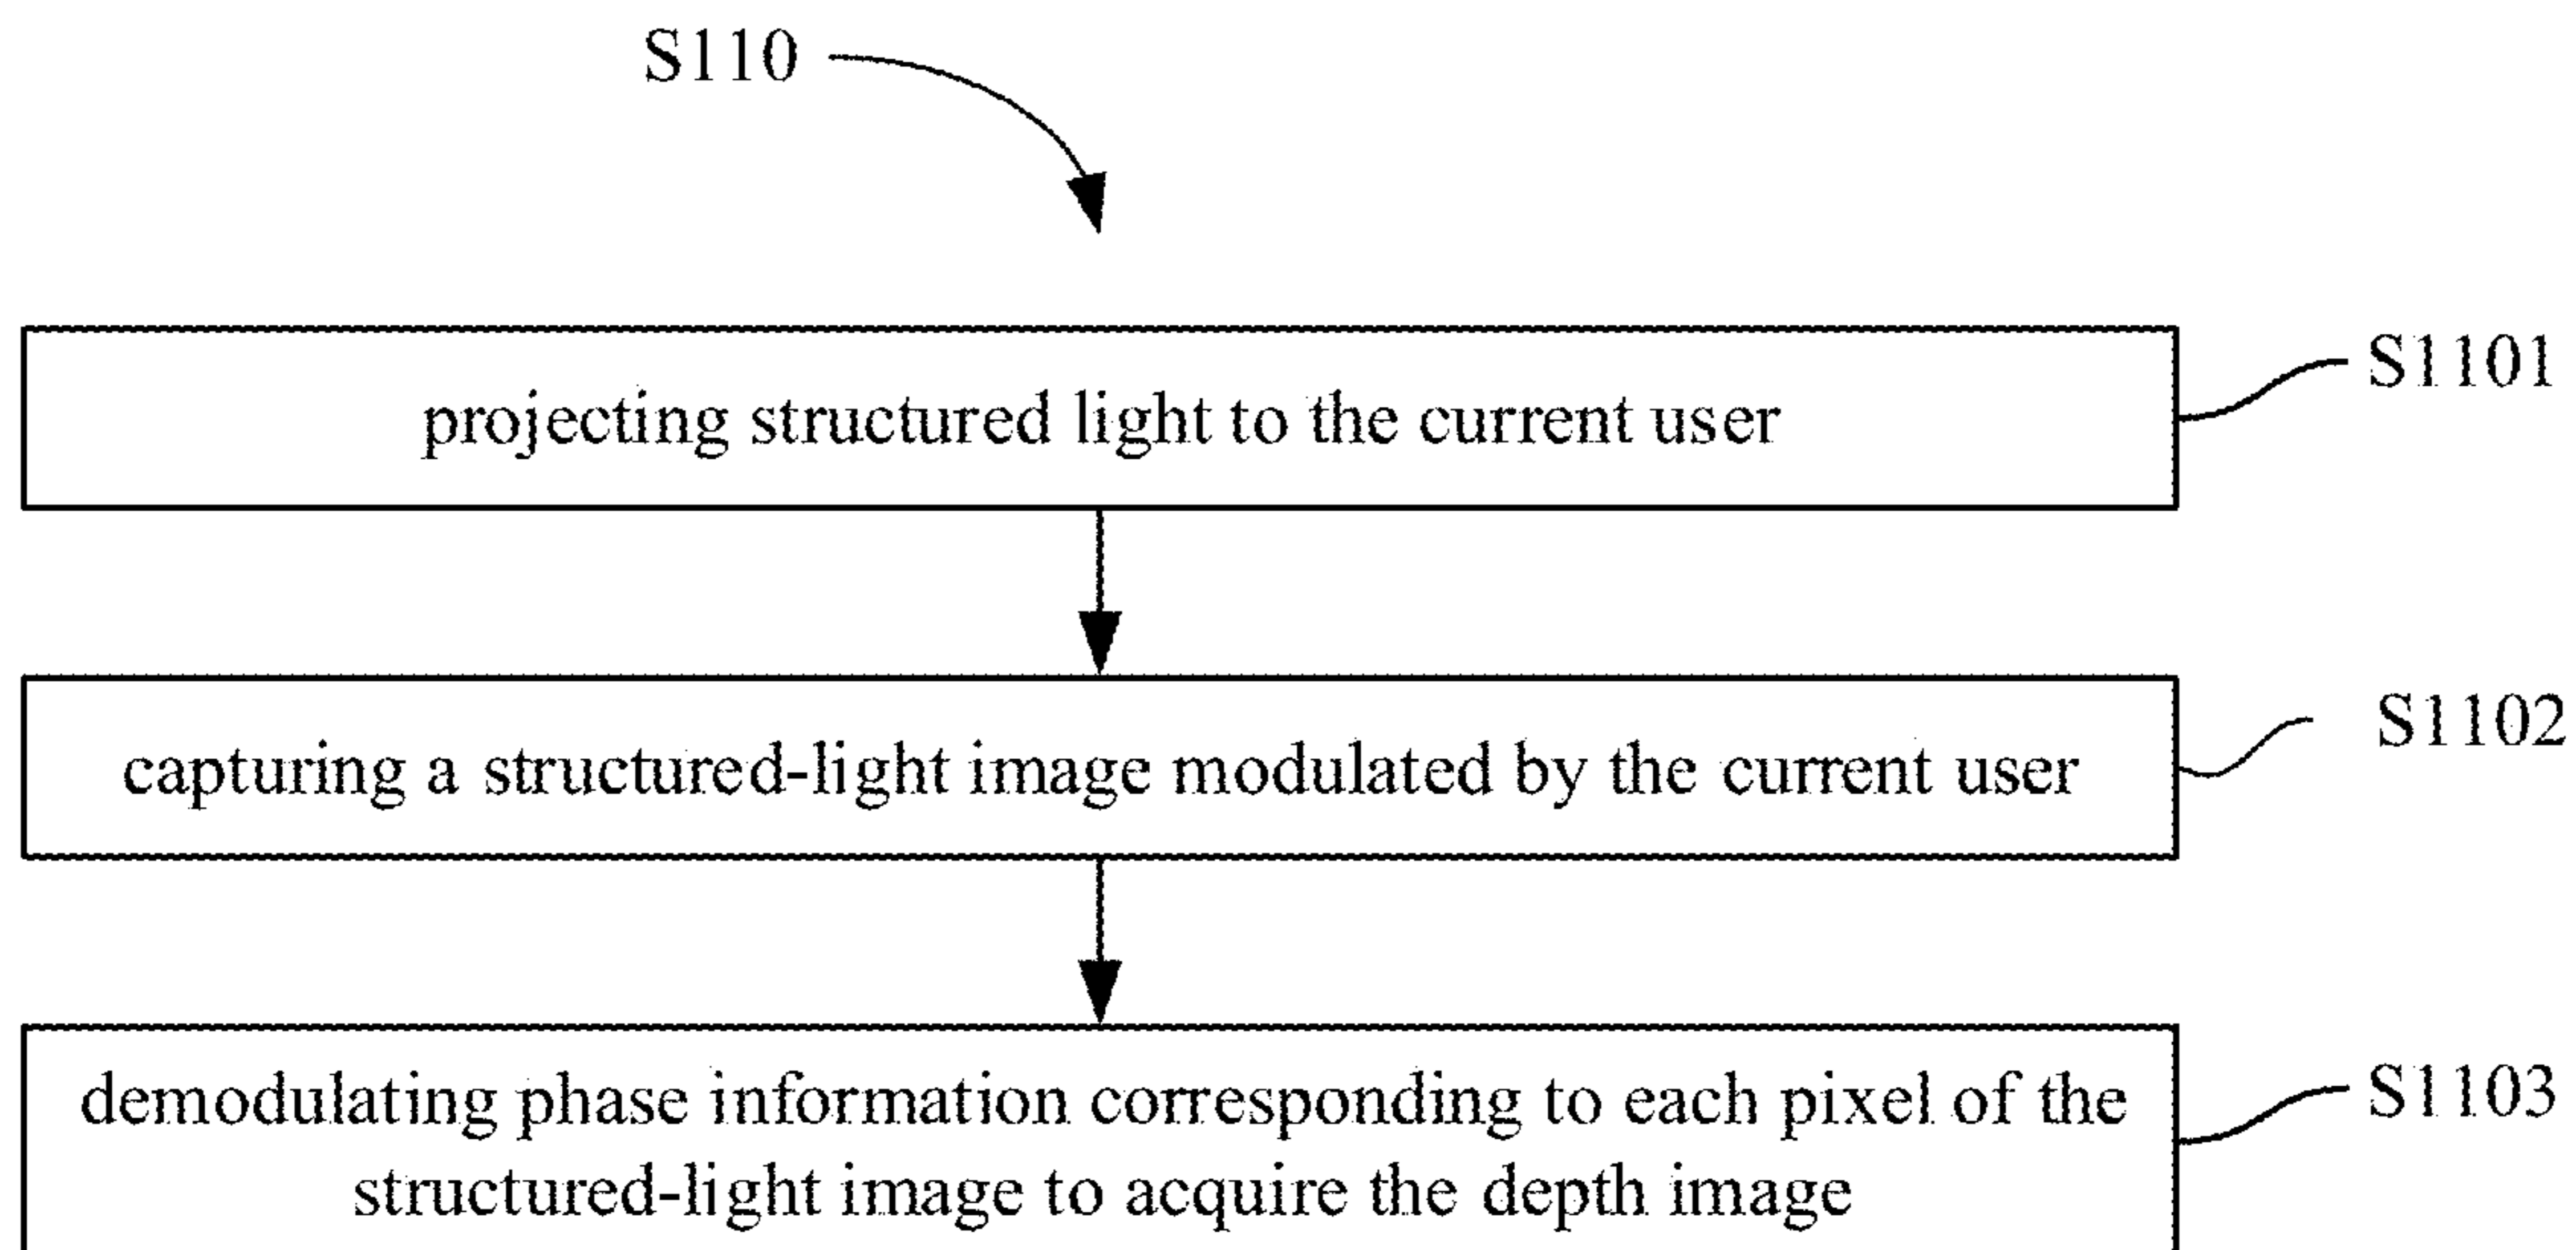 S110
projecting structured light to the current user
S1101
capturing a structured-light image modulated by the current user
S1102
demodulating phase information corresponding to each pixel of the
structured-light image to acquire the depth image
S1103